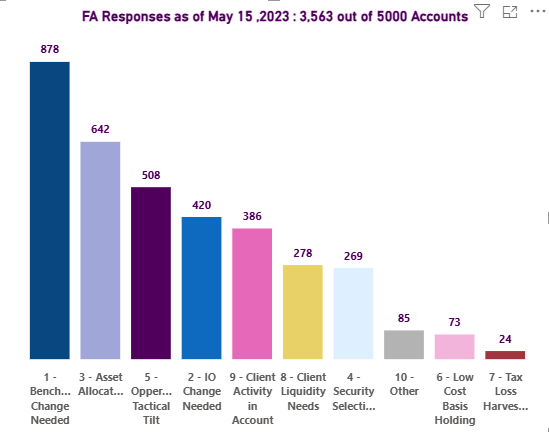 FA Responses as of May 15 ,2023 : 3,563 out of 5000 Accounts
878
642
508
420
386
278
269
85
73
24
1 -
Bench...
Change
Needed
3 - Asset
Allocat...
5 -
Opper...
Tactical
Tilt
2 - IO
Change
Needed
9 - Client
Activity
in
Account
8 - Client
Liquidity
Needs
4 -
Security
Selecti...
10 -
Other
6 - Low
Cost
Basis
Holding
7 - Tax
Loss
Harves...